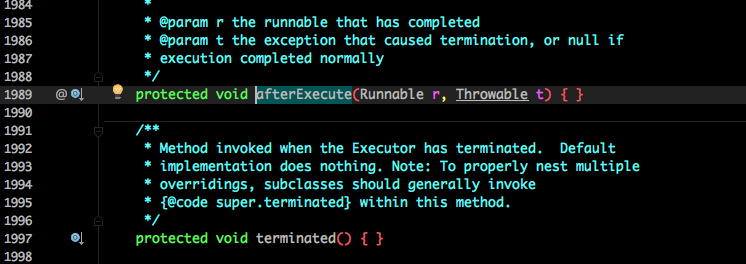 1984 *
1985 * @param r the runnable that has completed
1986 * @param t the exception that caused termination, or null if
1987 * execution completed normally
1988 */
1989 @ protected void afterExecute(Runnable r, Throwable t) { }
1990
1991 /**
1992 * Method invoked when the Executor has terminated.  Default
1993 * implementation does nothing. Note: To properly nest multiple
1994 * overridings, subclasses should generally invoke
1995 * {@code super.terminated} within this method.
1996 */
1997 protected void terminated() { }
1998